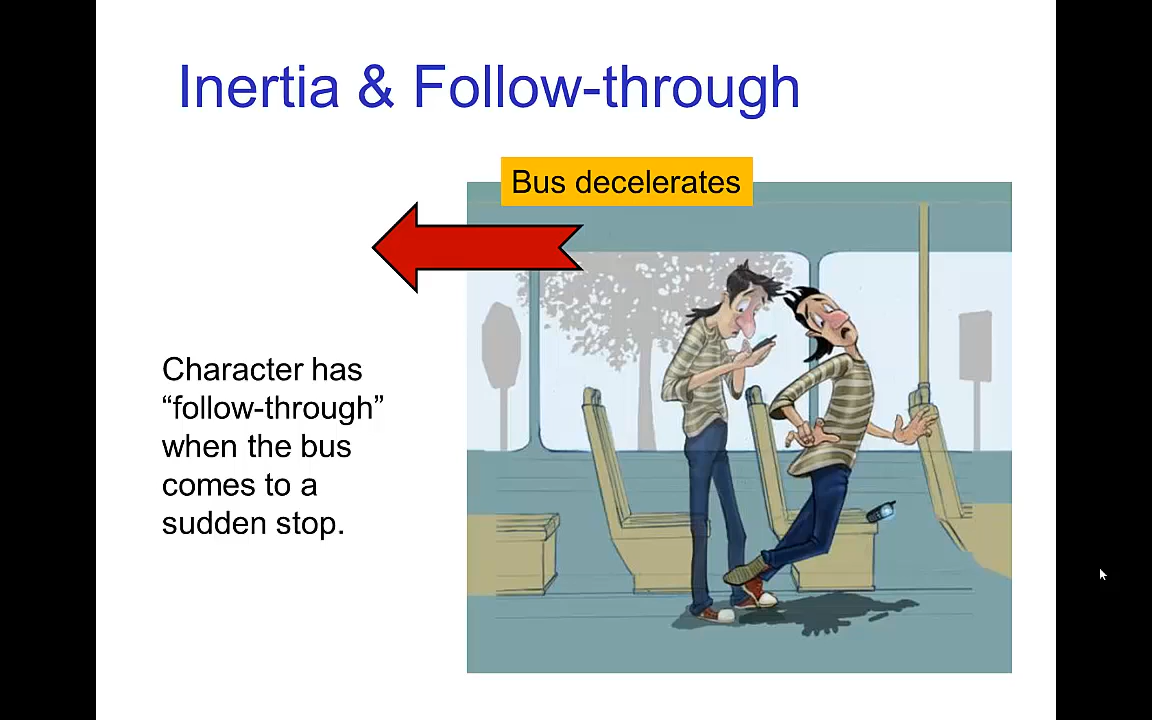 Inertia & Follow-through
Bus decelerates
Character has
“follow-through”
when the bus
comes to a
sudden stop.